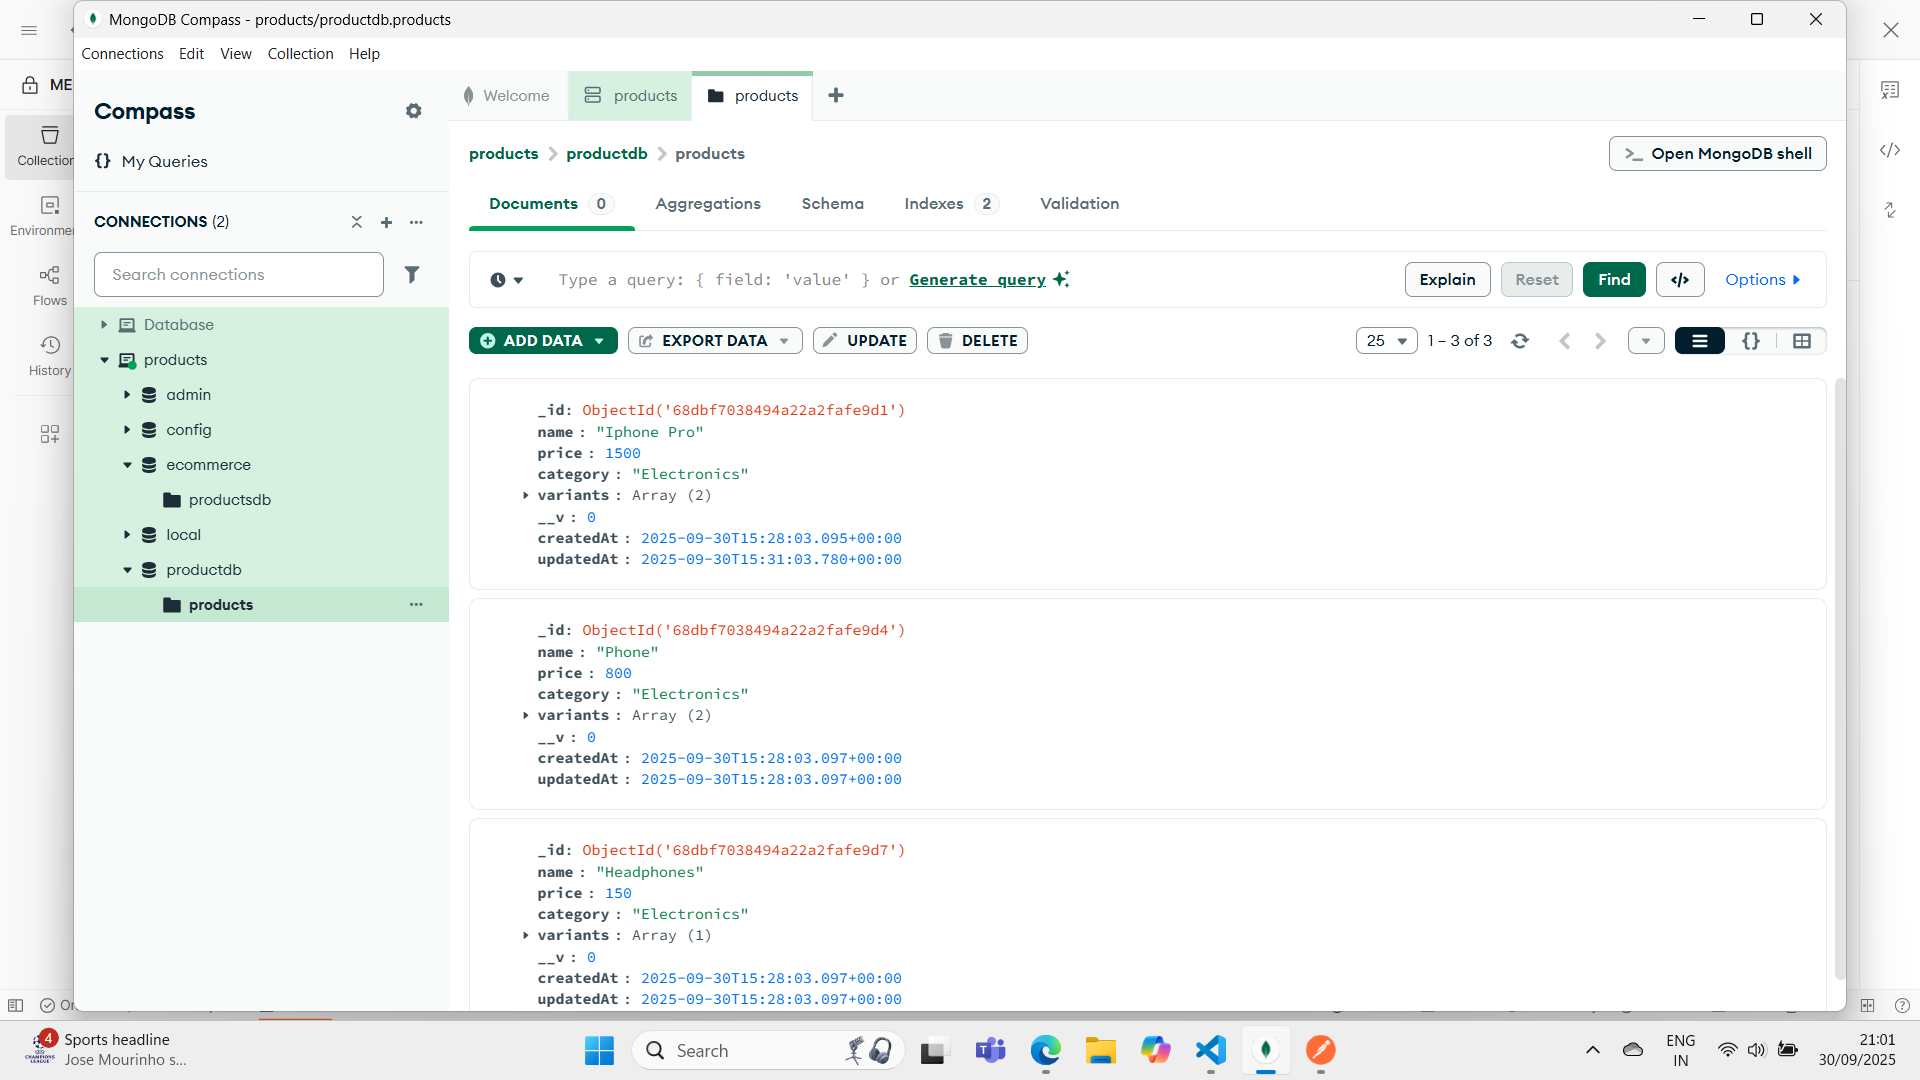 MongoDB Compass - products/productdb.products
Connections Edit View Collection Help
Compass
My Queries
CONNECTIONS (2)
Search connections
Database
products
admin
config
ecommerce
productsdb
local
productdb
products
Welcome
products
products
products > productdb > products
>_ Open MongoDB shell
Documents 0
Aggregations
Schema
Indexes 2
Validation
Type a query: { field: 'value' } or Generate query
Explain
Reset
Find
</>
Options
ADD DATA
EXPORT DATA
UPDATE
DELETE
25
1 – 3 of 3
{}
_id: ObjectId('68dbf7038494a22a2fafe9d1')
name : "Iphone Pro"
price : 1500
category : "Electronics"
variants : Array (2)
__v : 0
createdAt : 2025-09-30T15:28:03.095+00:00
updatedAt : 2025-09-30T15:31:03.780+00:00
_id: ObjectId('68dbf7038494a22a2fafe9d4')
name : "Phone"
price : 800
category : "Electronics"
variants : Array (2)
__v : 0
createdAt : 2025-09-30T15:28:03.097+00:00
updatedAt : 2025-09-30T15:28:03.097+00:00
_id: ObjectId('68dbf7038494a22a2fafe9d7')
name : "Headphones"
price : 150
category : "Electronics"
variants : Array (1)
__v : 0
createdAt : 2025-09-30T15:28:03.097+00:00
updatedAt : 2025-09-30T15:28:03.097+00:00
ME
Collection
Environme
Flows
History
4
Sports headline
Jose Mourinho s...
Search
ENG
IN
21:01
30/09/2025